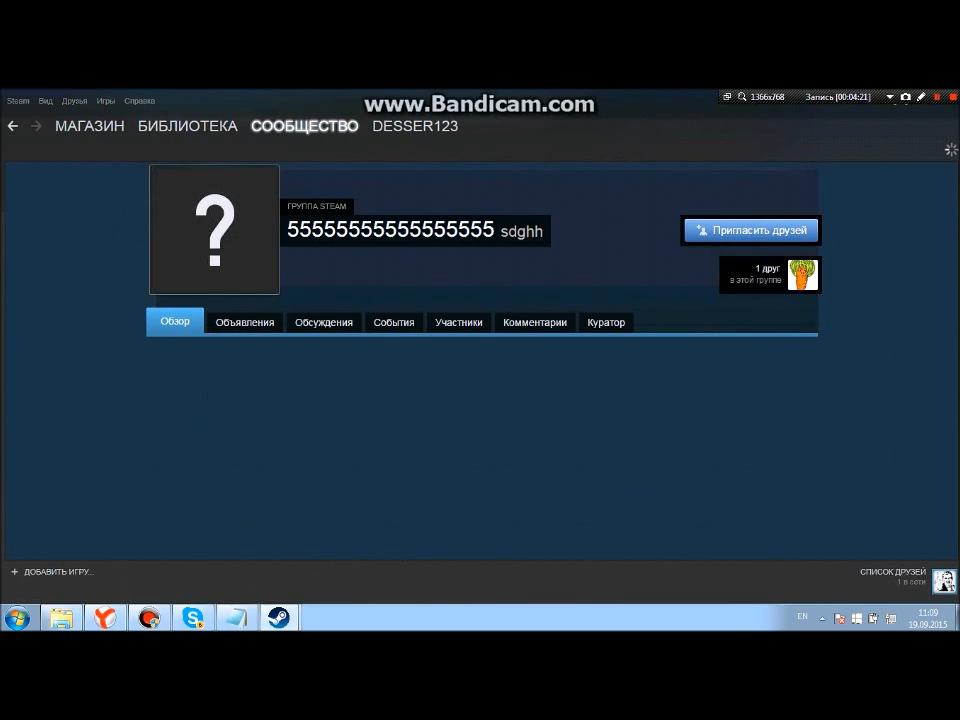 www.Bandicam.com
Steam Вид Друзья Игры Справка
1366x768 Запись [00:04:21]
МАГАЗИН БИБЛИОТЕКА СООБЩЕСТВО DESSER123
ГРУППА STEAM
55555555555555555 sdghh
Пригласить друзей
1 друг
в этой группе
Обзор Объявления Обсуждения События Участники Комментарии Куратор
+ ДОБАВИТЬ ИГРУ...
СПИСОК ДРУЗЕЙ
1 в сети
EN
11:09
19.09.2015